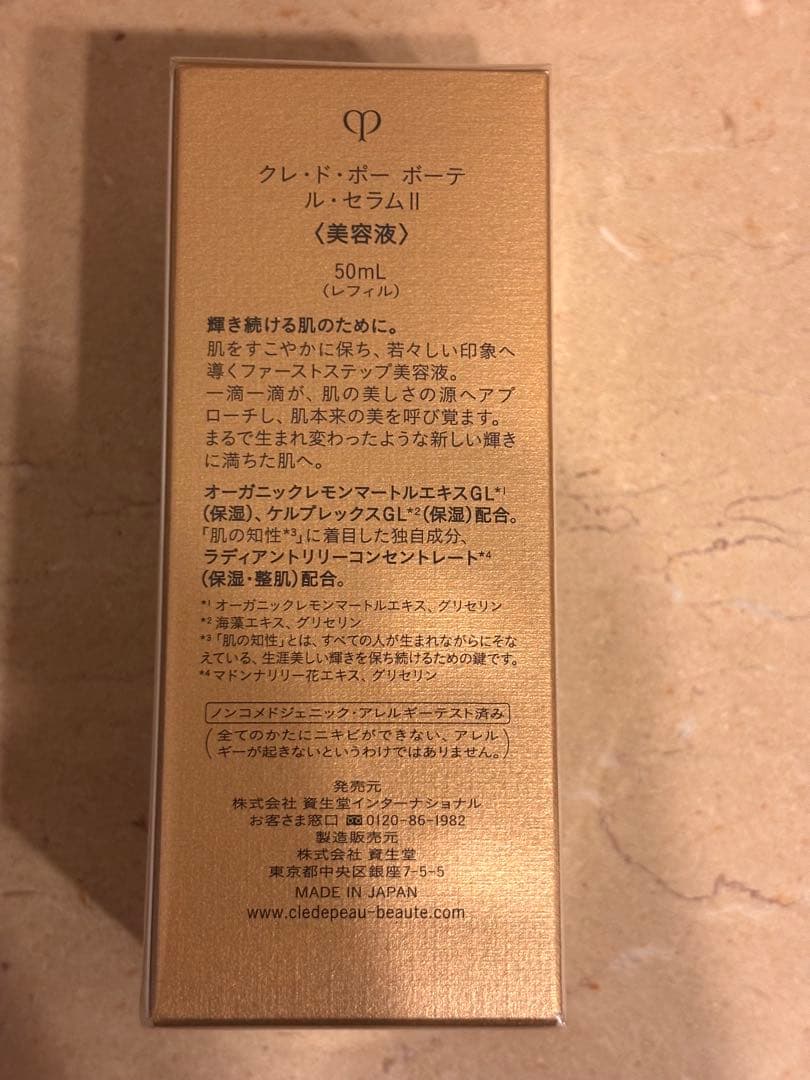 クレ・ド・ポー ボーテ
ル・セラムⅡ
〈美容液〉
50mL
（レフィル）
輝き続ける肌のために。
肌をすこやかに保ち、若々しい印象へ
導くファーストステップ美容液。
一滴一滴が、肌の美しさの源へアプ
ローチし、肌本来の美を呼び覚ます。
まるで生まれ変わったような新しい輝き
に満ちた肌へ。
オーガニックレモンマートルエキスGL*1
（保湿）、ケルプレックスGL*2（保湿）配合。
「肌の知性*3」に着目した独自成分、
ラディアントリリーコンセントレート*4
（保湿・整肌）配合。
*1 オーガニックレモンマートルエキス、グリセリン
*2 海藻エキス、グリセリン
*3 「肌の知性」とは、すべての人が生まれながらにそな
えている、生涯美しい輝きを保ち続けるための鍵です。
*4 マドンナリリー花エキス、グリセリン
ノンコメドジェニック・アレルギーテスト済み
（全てのかたにニキビができない、アレル
ギーが起きないというわけではありません。）
発売元
株式会社 資生堂インターナショナル
お客さま窓口 0120-86-1982
製造販売元
株式会社 資生堂
東京都中央区銀座7-5-5
MADE IN JAPAN
www.cledepeau-beaute.com